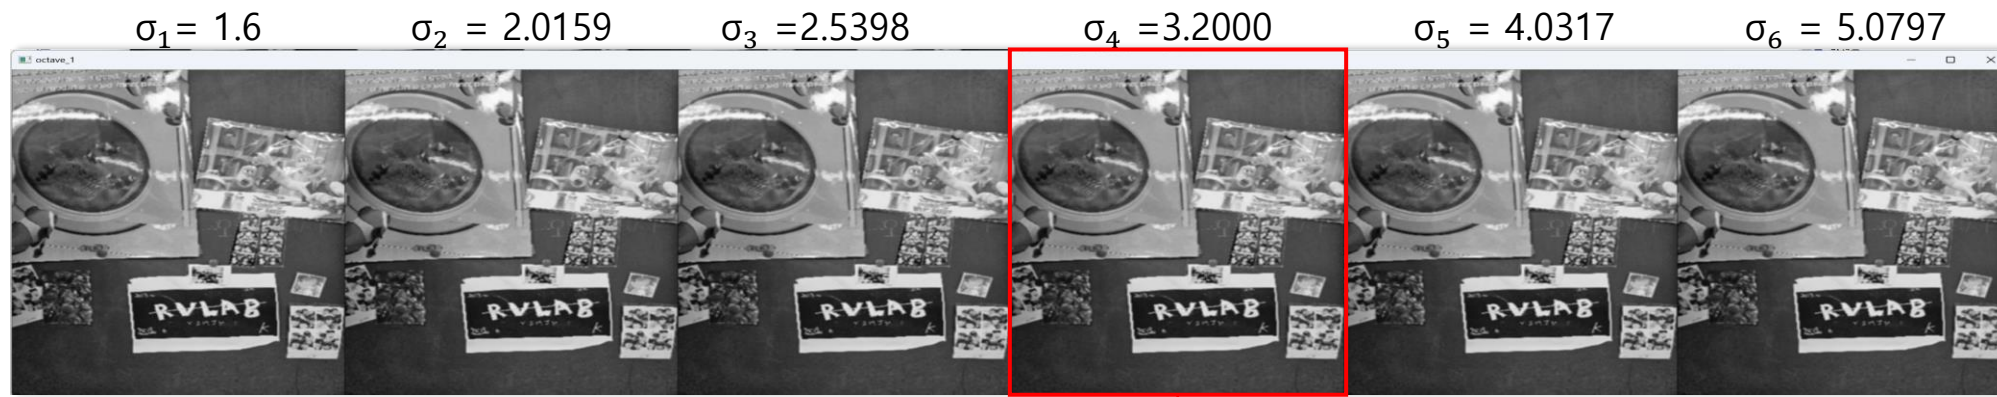 σ₁= 1.6 σ₂ = 2.0159 σ₃ =2.5398 σ₄ =3.2000 σ₅ = 4.0317 σ₆ = 5.0797
octave_1
RVLAB RVLAB RVLAB RVLAB RVLAB RVLAB